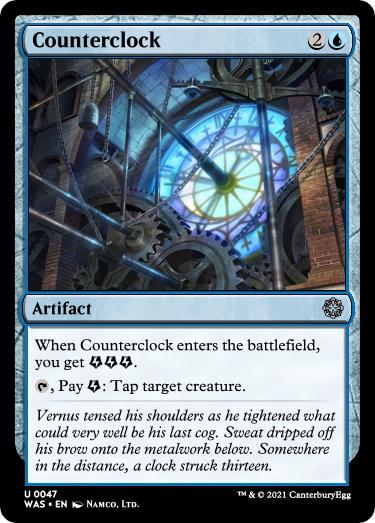 Counterclock 2
Artifact
When Counterclock enters the battlefield,
you get.
, Pay : Tap target creature.
Vernus tensed his shoulders as he tightened what
could very well be his last cog. Sweat dripped off
his brow onto the metalwork below. Somewhere
in the distance, a clock struck thirteen.
U 0047
WAS • EN Namco, Ltd. ™ & © 2021 CanterburyEgg